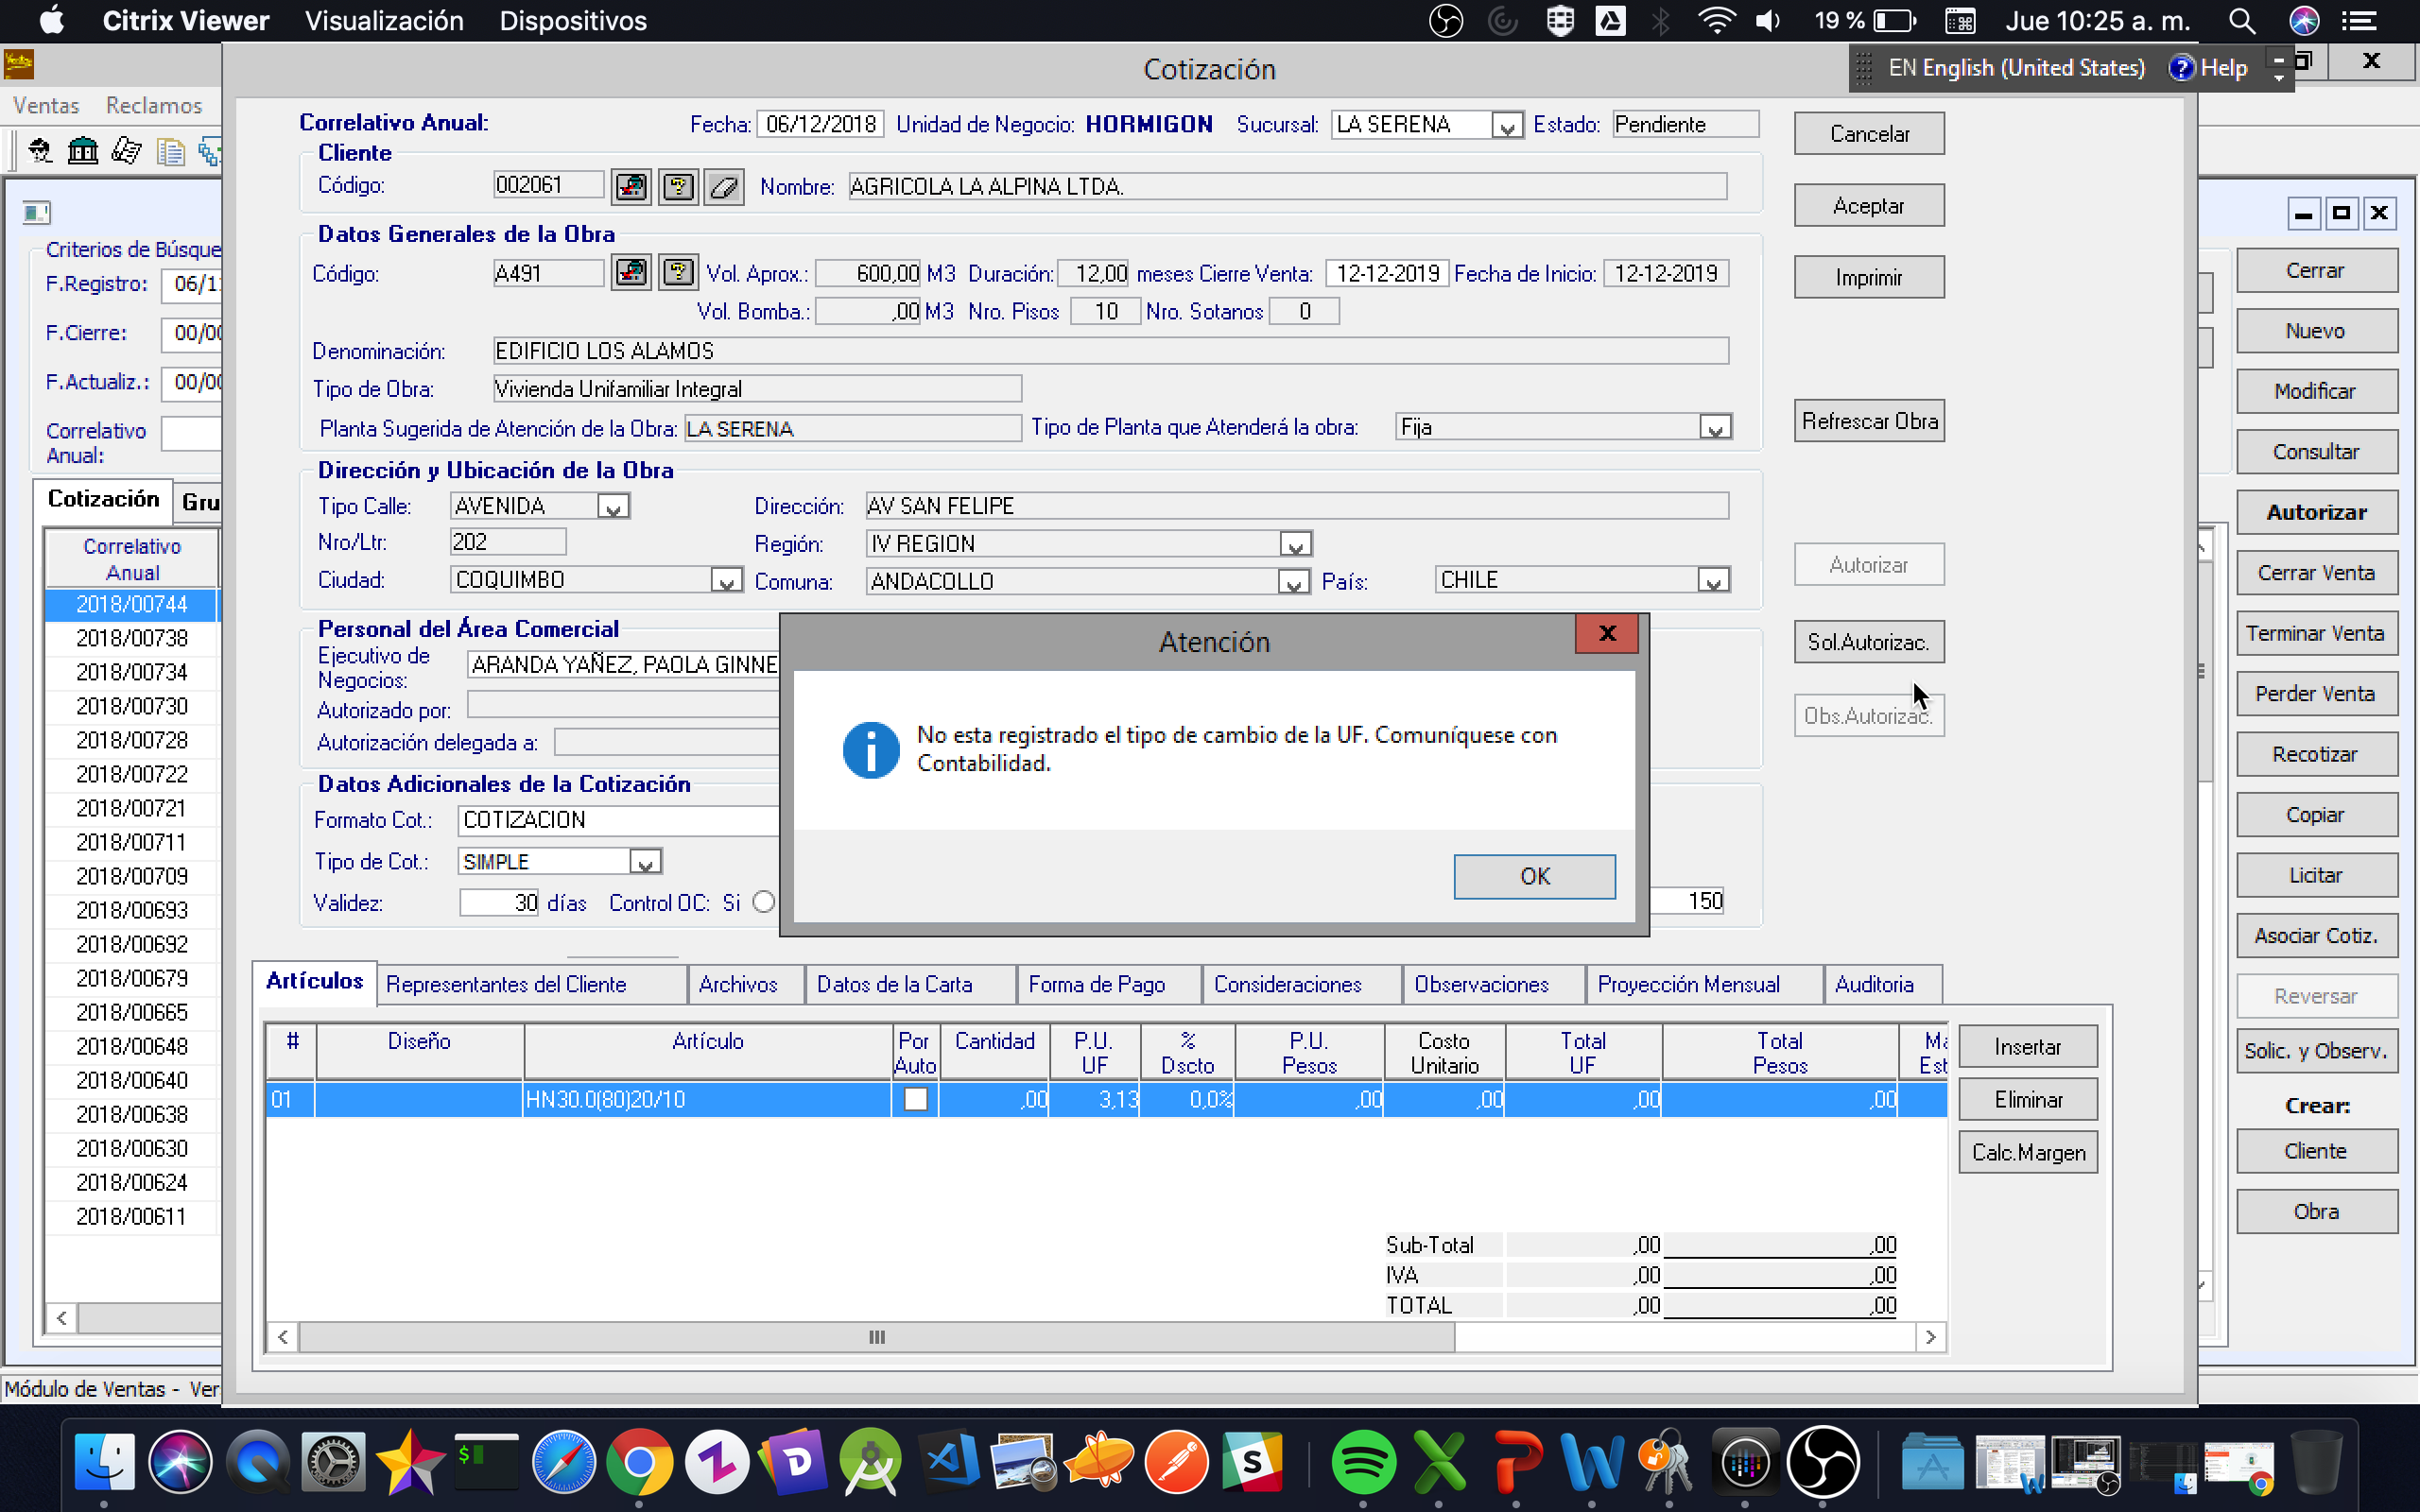 Citrix Viewer Visualización Dispositivos 19 % Jue 10:25 a. m.
Cotización
EN English (United States) Help
Ventas Reclamos
Correlativo Anual: Fecha: 06/12/2018 Unidad de Negocio: HORMIGON Sucursal: LA SERENA Estado: Pendiente
Cliente
Código: 002061 Nombre: AGRICOLA LA ALPINA LTDA.
Datos Generales de la Obra
Código: A491 Vol. Aprox.: 600,00 M3 Duración: 12,00 meses Cierre Venta: 12-12-2019 Fecha de Inicio: 12-12-2019
Vol. Bomba.: ,00 M3 Nro. Pisos 10 Nro. Sotanos 0
Denominación: EDIFICIO LOS ALAMOS
Tipo de Obra: Vivienda Unifamiliar Integral
Planta Sugerida de Atención de la Obra: LA SERENA Tipo de Planta que Atenderá la obra: Fija
Dirección y Ubicación de la Obra
Tipo Calle: AVENIDA Dirección: AV SAN FELIPE
Nro/Ltr: 202 Región: IV REGION
Ciudad: COQUIMBO Comuna: ANDACOLLO País: CHILE
Personal del Área Comercial
Ejecutivo de
Negocios: ARANDA YAÑEZ, PAOLA GINNE
Autorizado por:
Autorización delegada a:
Datos Adicionales de la Cotización
Formato Cot.: COTIZACION
Tipo de Cot.: SIMPLE
Validez: 30 días Control OC: Si 150
Cancelar
Aceptar
Imprimir
Refrescar Obra
Autorizar
Sol.Autorizac.
Obs.Autorizac.
Atención
No esta registrado el tipo de cambio de la UF. Comuníquese con
Contabilidad.
OK
Artículos Representantes del Cliente Archivos Datos de la Carta Forma de Pago Consideraciones Observaciones Proyección Mensual Auditoria
# Diseño Artículo Por Cantidad P.U. % P.U. Costo Total Total
Auto UF Dscto Pesos Unitario UF Pesos Est
01 HN30.0(80)20/10 ,00 3,13 0,0% ,00 ,00 ,00 ,00
Sub-Total ,00 ,00
IVA ,00 ,00
TOTAL ,00 ,00
Insertar
Eliminar
Calc.Margen
Criterios de Búsque
F.Registro: 06/1
F.Cierre: 00/0
F.Actualiz.: 00/0
Correlativo
Anual:
Cotización Gru
Correlativo
Anual
2018/00744
2018/00738
2018/00734
2018/00730
2018/00728
2018/00722
2018/00721
2018/00711
2018/00709
2018/00693
2018/00692
2018/00679
2018/00665
2018/00648
2018/00640
2018/00638
2018/00630
2018/00624
2018/00611
Cerrar
Nuevo
Modificar
Consultar
Autorizar
Cerrar Venta
Terminar Venta
Perder Venta
Recotizar
Copiar
Licitar
Asociar Cotiz.
Reversar
Solic. y Observ.
Crear:
Cliente
Obra
Módulo de Ventas - Ver